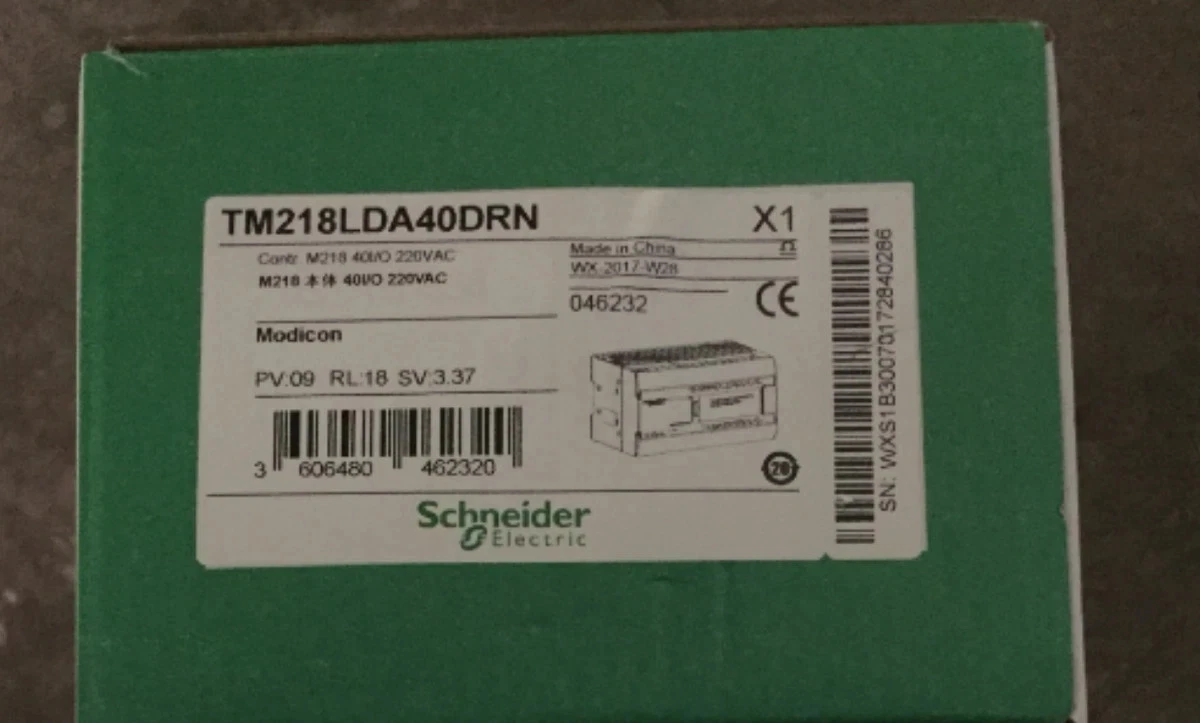 TM218LDA40DRN
X1
Contr M218 40I/O 220VAC
M218 本体 40I/O 220VAC
Made in China
WX-2017-W28
046232
CE
Modicon
PV:09 RL:18 SV:3.37
3 606480 462320
20
Schneider
Electric
SN: WXS1B30070172840286